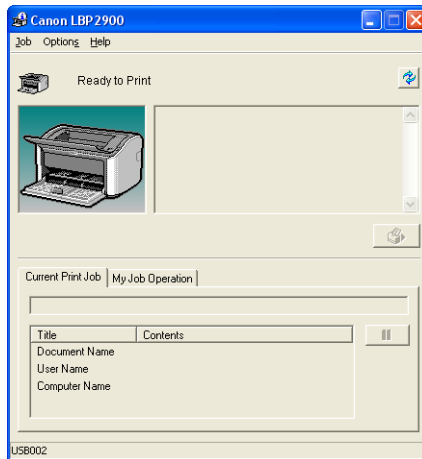 Canon LBP2900
Job Options Help
Ready to Print
Current Print Job My Job Operation
Title Contents
Document Name
User Name
Computer Name
USB002